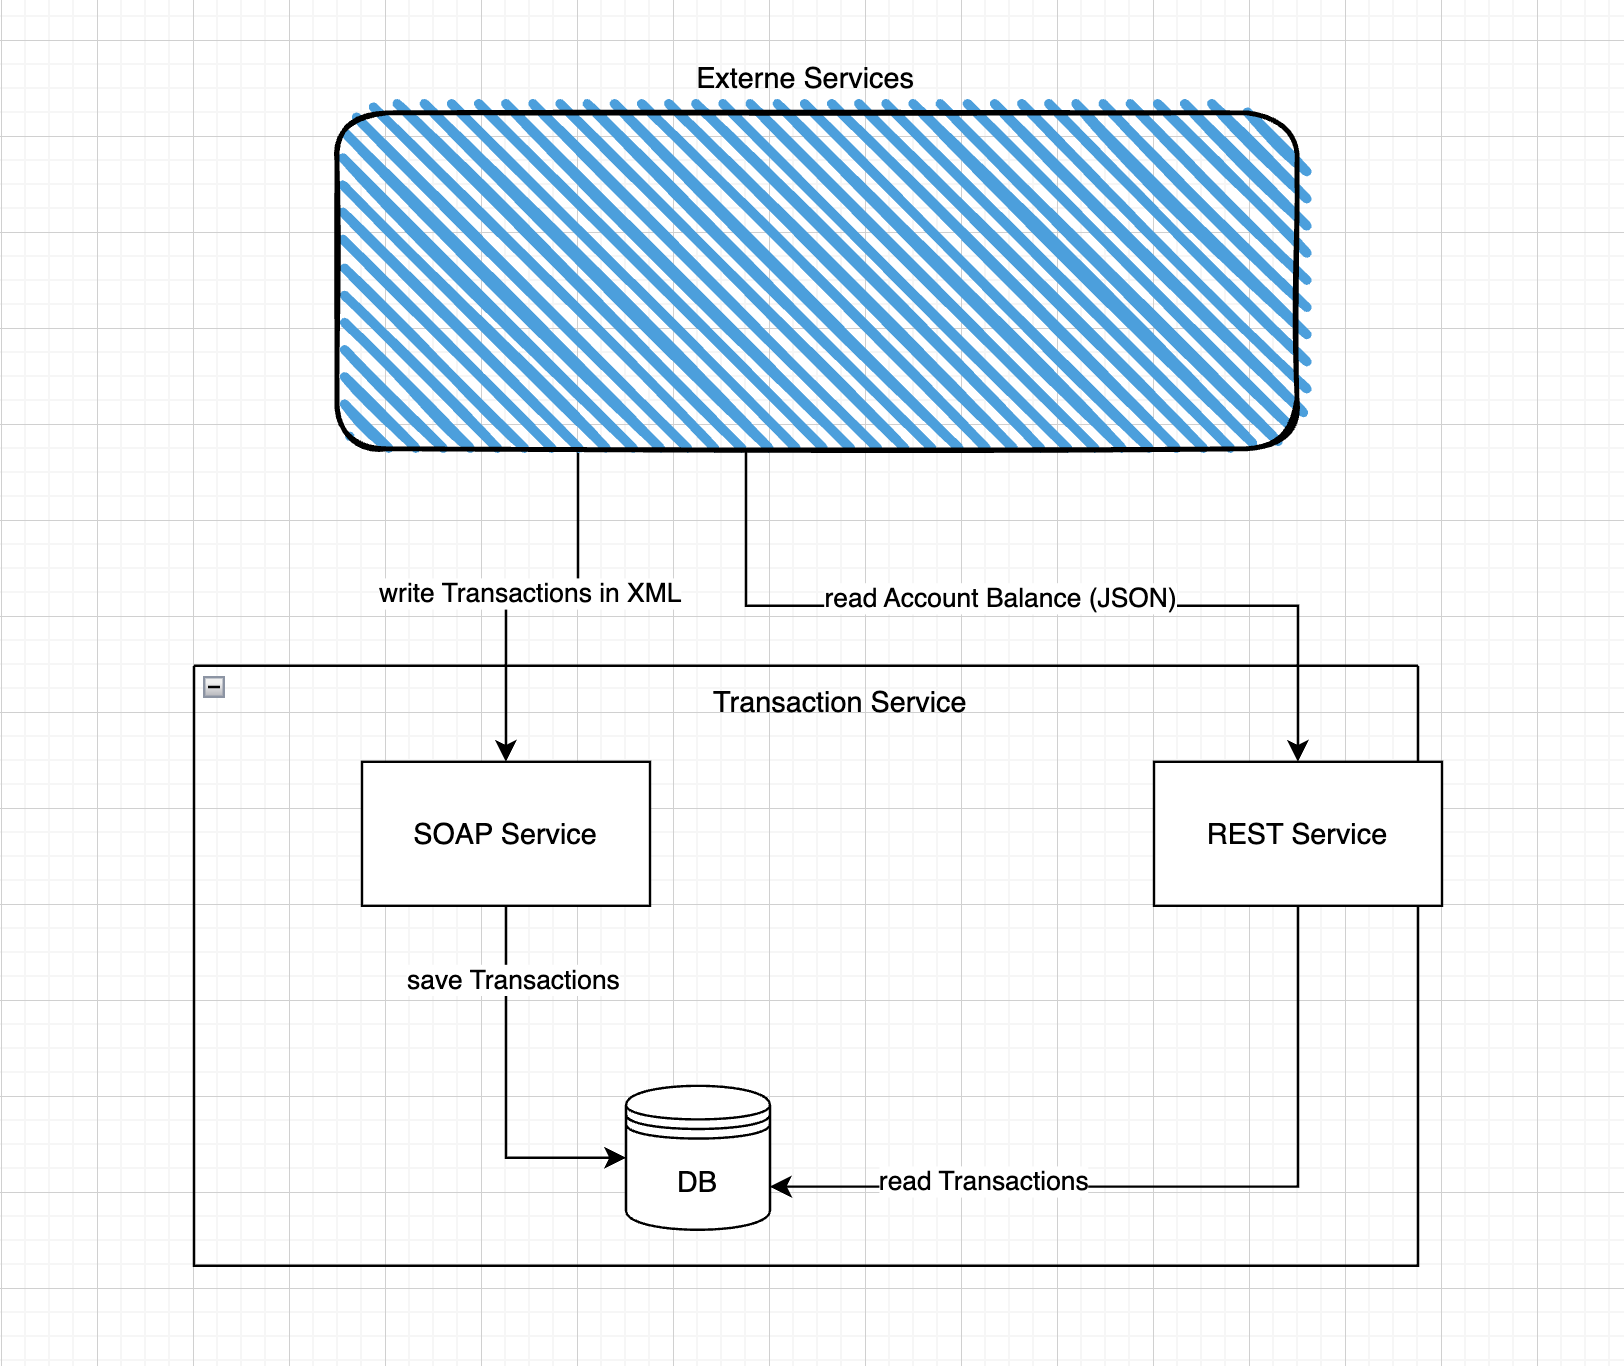 Externe Services
write Transactions in XML
read Account Balance (JSON)
Transaction Service
SOAP Service
REST Service
save Transactions
DB
read Transactions